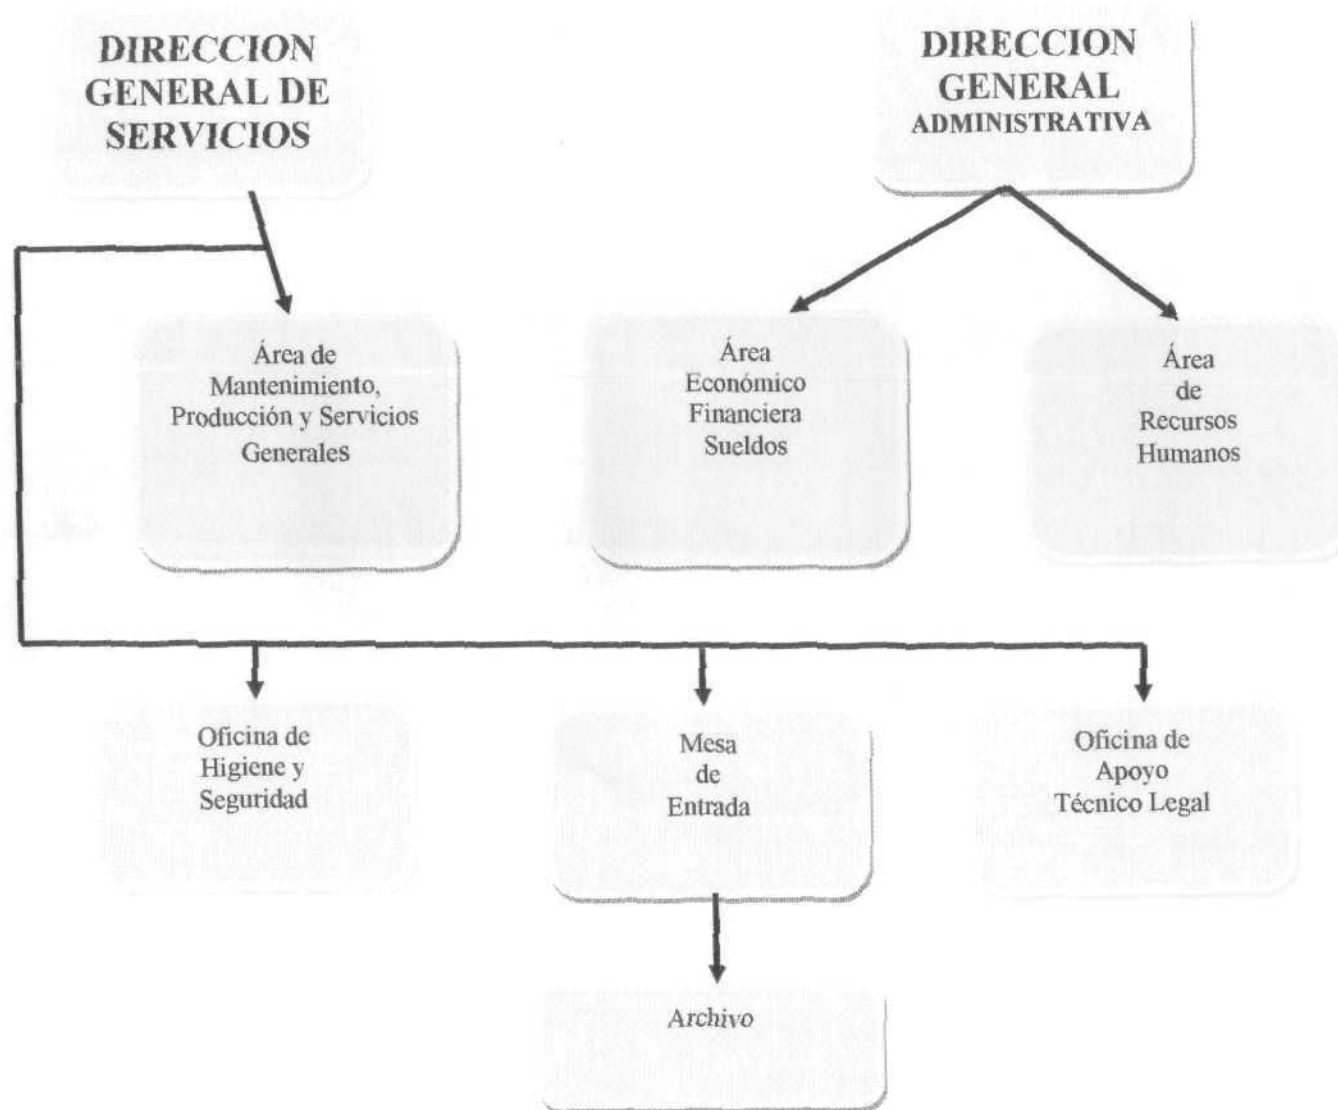 DIRECCION
GENERAL DE
SERVICIOS
DIRECCION
GENERAL
ADMINISTRATIVA
Área de
Mantenimiento,
Producción y Servicios
Generales
Área
Económico
Financiera
Sueldos
Área
de
Recursos
Humanos
Oficina de
Higiene y
Seguridad
Mesa
de
Entrada
Oficina de
Apoyo
Técnico Legal
Archivo